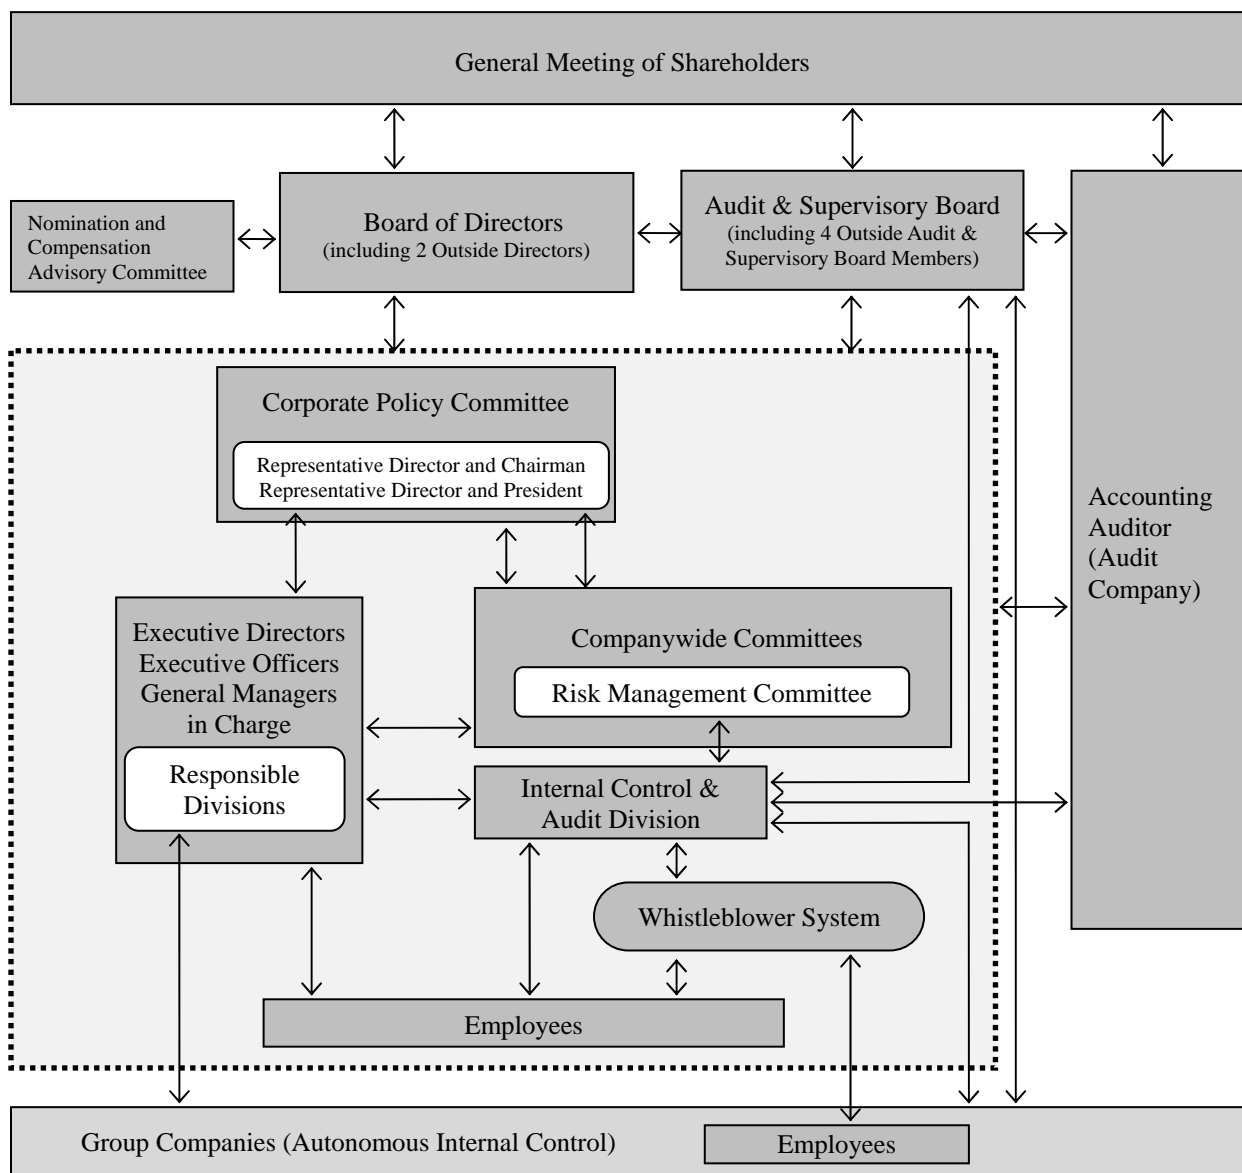 General Meeting of Shareholders
Nomination and
Compensation
Advisory Committee
Board of Directors
(including 2 Outside Directors)
Audit & Supervisory Board
(including 4 Outside Audit &
Supervisory Board Members)
Corporate Policy Committee
Representative Director and Chairman
Representative Director and President
Accounting
Auditor
(Audit
Company)
Executive Directors
Executive Officers
General Managers
in Charge
Responsible
Divisions
Companywide Committees
Risk Management Committee
Internal Control &
Audit Division
Whistleblower System
Employees
Group Companies (Autonomous Internal Control)
Employees